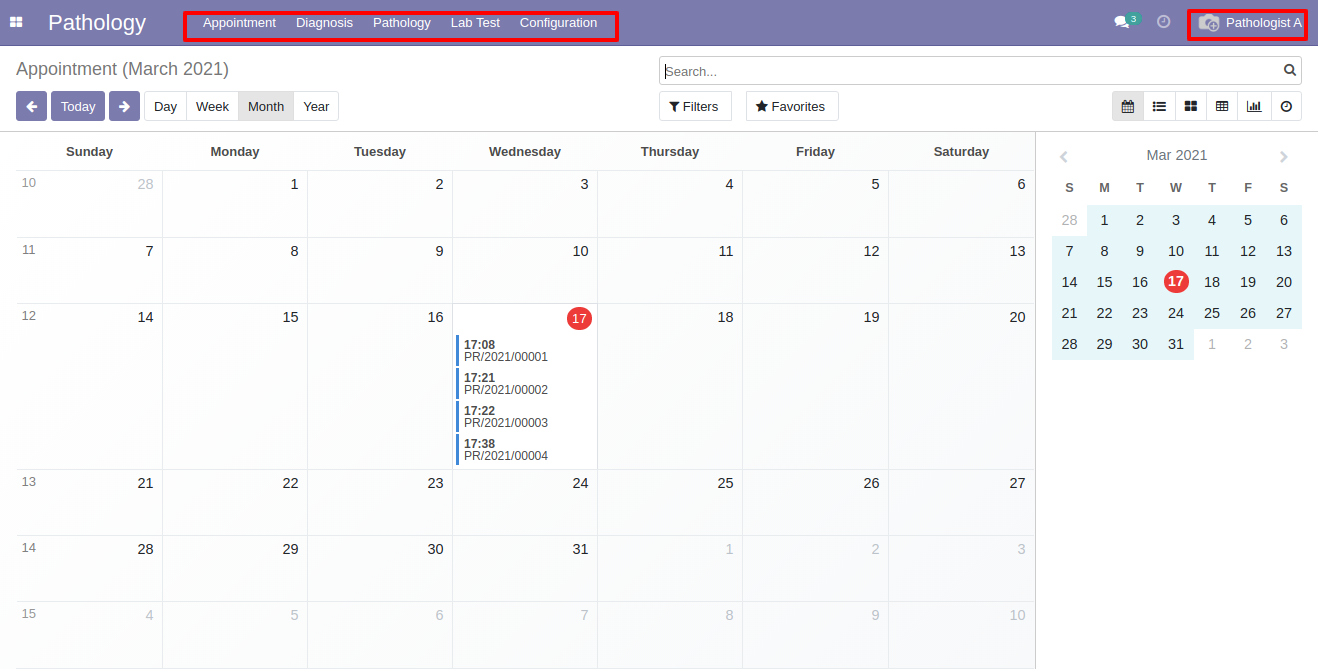 Pathology Appointment Diagnosis Pathology Lab Test Configuration 3 Pathologist A
Appointment (March 2021)
Search...
Today Day Week Month Year Filters Favorites
Sunday Monday Tuesday Wednesday Thursday Friday Saturday
10 28 1 2 3 4 5 6
11 7 8 9 10 11 12 13
12 14 15 16 17 18 19 20
17:08
PR/2021/00001
17:21
PR/2021/00002
17:22
PR/2021/00003
17:38
PR/2021/00004
13 21 22 23 24 25 26 27
14 28 29 30 31 1 2 3
15 4 5 6 7 8 9 10
Mar 2021
S M T W T F S
28 1 2 3 4 5 6
7 8 9 10 11 12 13
14 15 16 17 18 19 20
21 22 23 24 25 26 27
28 29 30 31 1 2 3